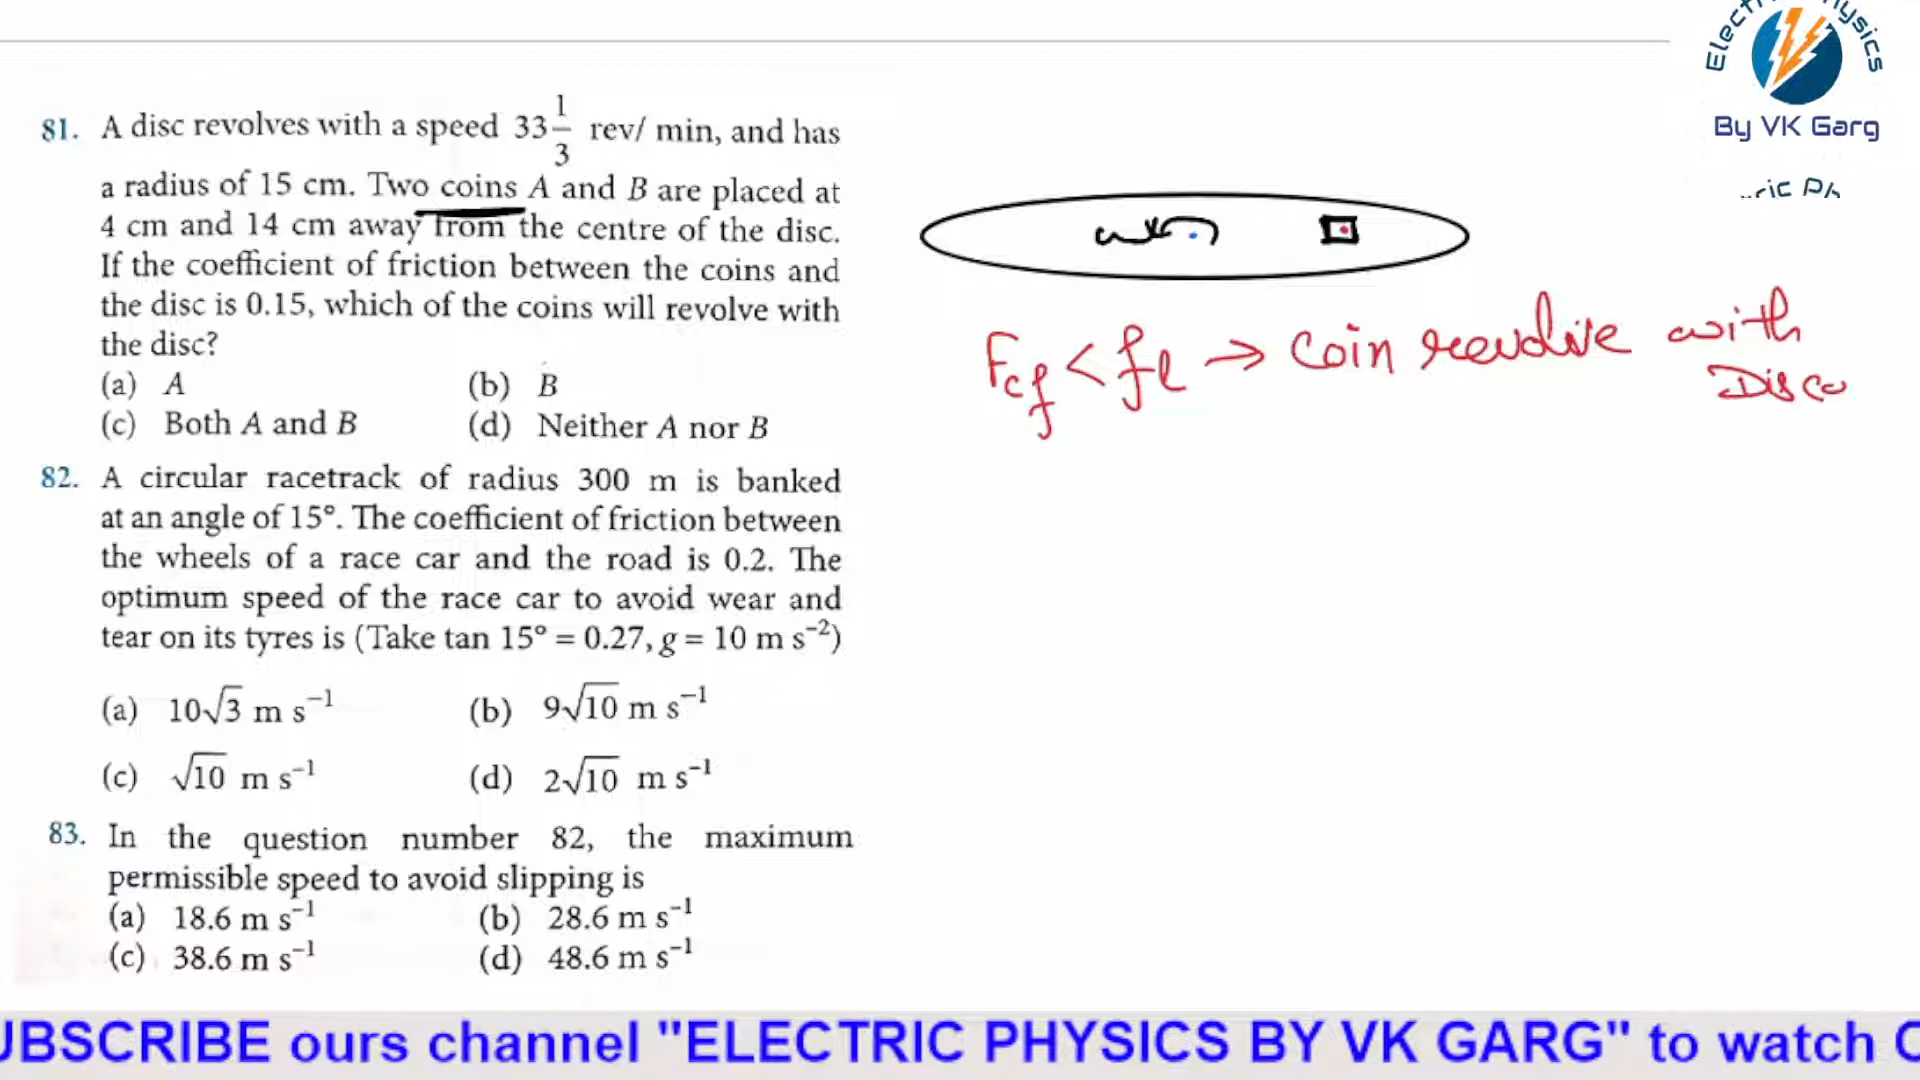 Electric Physics
By VK Garg
ric Ph
81. A disc revolves with a speed 33 1/3 rev/ min, and has
a radius of 15 cm. Two coins A and B are placed at
4 cm and 14 cm away from the centre of the disc.
If the coefficient of friction between the coins and
the disc is 0.15, which of the coins will revolve with
the disc?
(a) A (b) B
(c) Both A and B (d) Neither A nor B
Fcf < fl → coin revolve with
Disc
82. A circular racetrack of radius 300 m is banked
at an angle of 15°. The coefficient of friction between
the wheels of a race car and the road is 0.2. The
optimum speed of the race car to avoid wear and
tear on its tyres is (Take tan 15° = 0.27, g = 10 m s⁻²)
(a) 10√3 m s⁻¹ (b) 9√10 m s⁻¹
(c) √10 m s⁻¹ (d) 2√10 m s⁻¹
83. In the question number 82, the maximum
permissible speed to avoid slipping is
(a) 18.6 m s⁻¹ (b) 28.6 m s⁻¹
(c) 38.6 m s⁻¹ (d) 48.6 m s⁻¹
UBSCRIBE ours channel "ELECTRIC PHYSICS BY VK GARG" to watch C